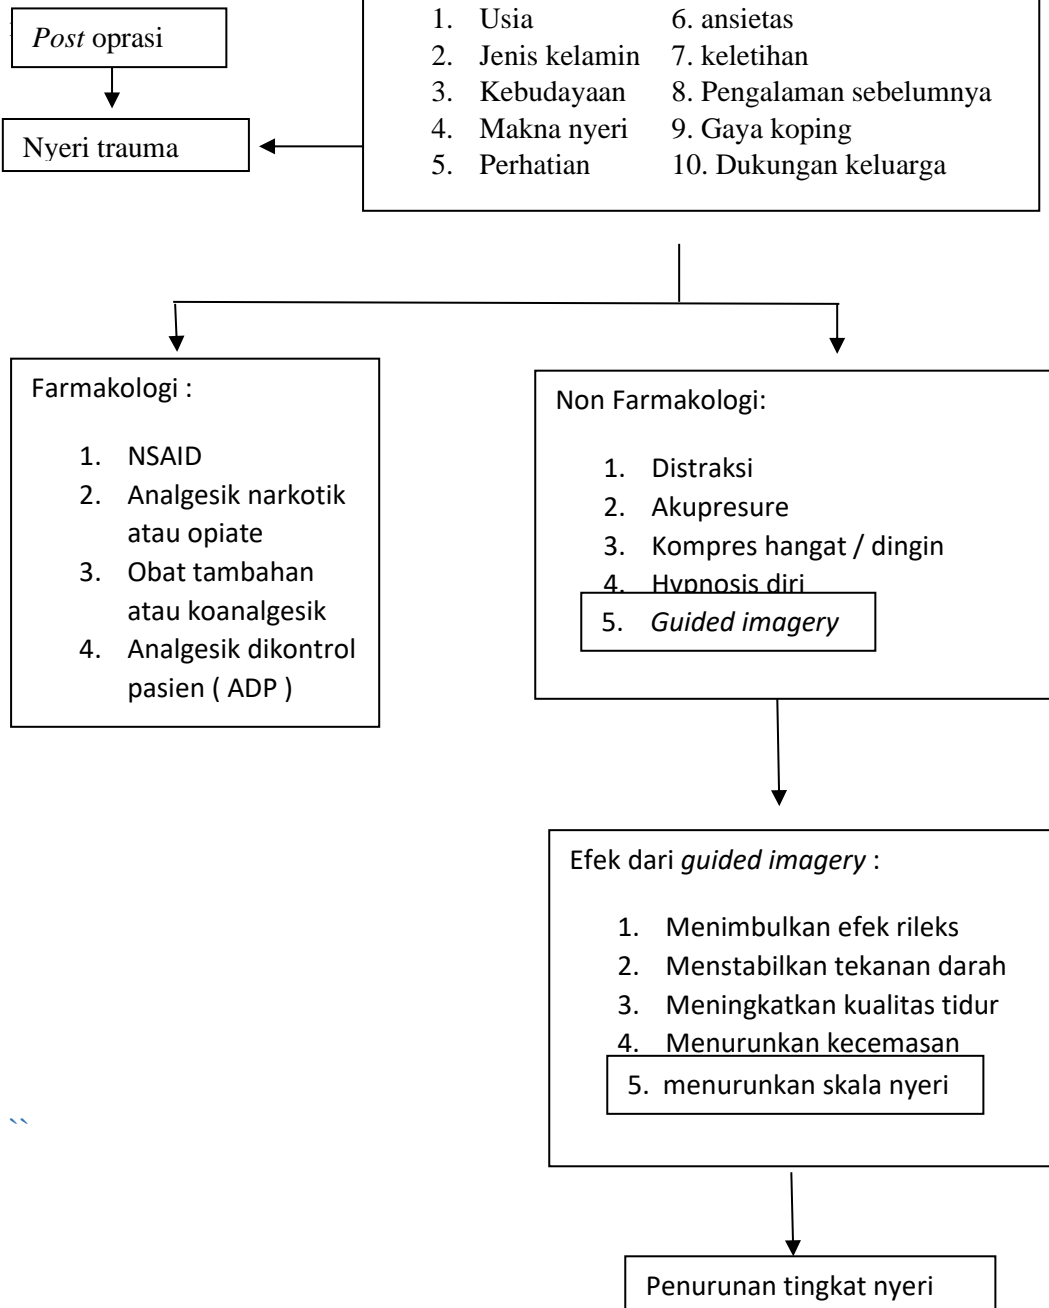 Post oprasi
Nyeri trauma
1. Usia
2. Jenis kelamin
3. Kebudayaan
4. Makna nyeri
5. Perhatian
6. ansietas
7. keletihan
8. Pengalaman sebelumnya
9. Gaya koping
10. Dukungan keluarga
Farmakologi :
1. NSAID
2. Analgesik narkotik
atau opiate
3. Obat tambahan
atau koanalgesik
4. Analgesik dikontrol
pasien ( ADP )
Non Farmakologi:
1. Distraksi
2. Akupresure
3. Kompres hangat / dingin
4. Hypnosis diri
5. Guided imagery
Efek dari guided imagery :
1. Menimbulkan efek rileks
2. Menstabilkan tekanan darah
3. Meningkatkan kualitas tidur
4. Menurunkan kecemasan
5. menurunkan skala nyeri
``
Penurunan tingkat nyeri